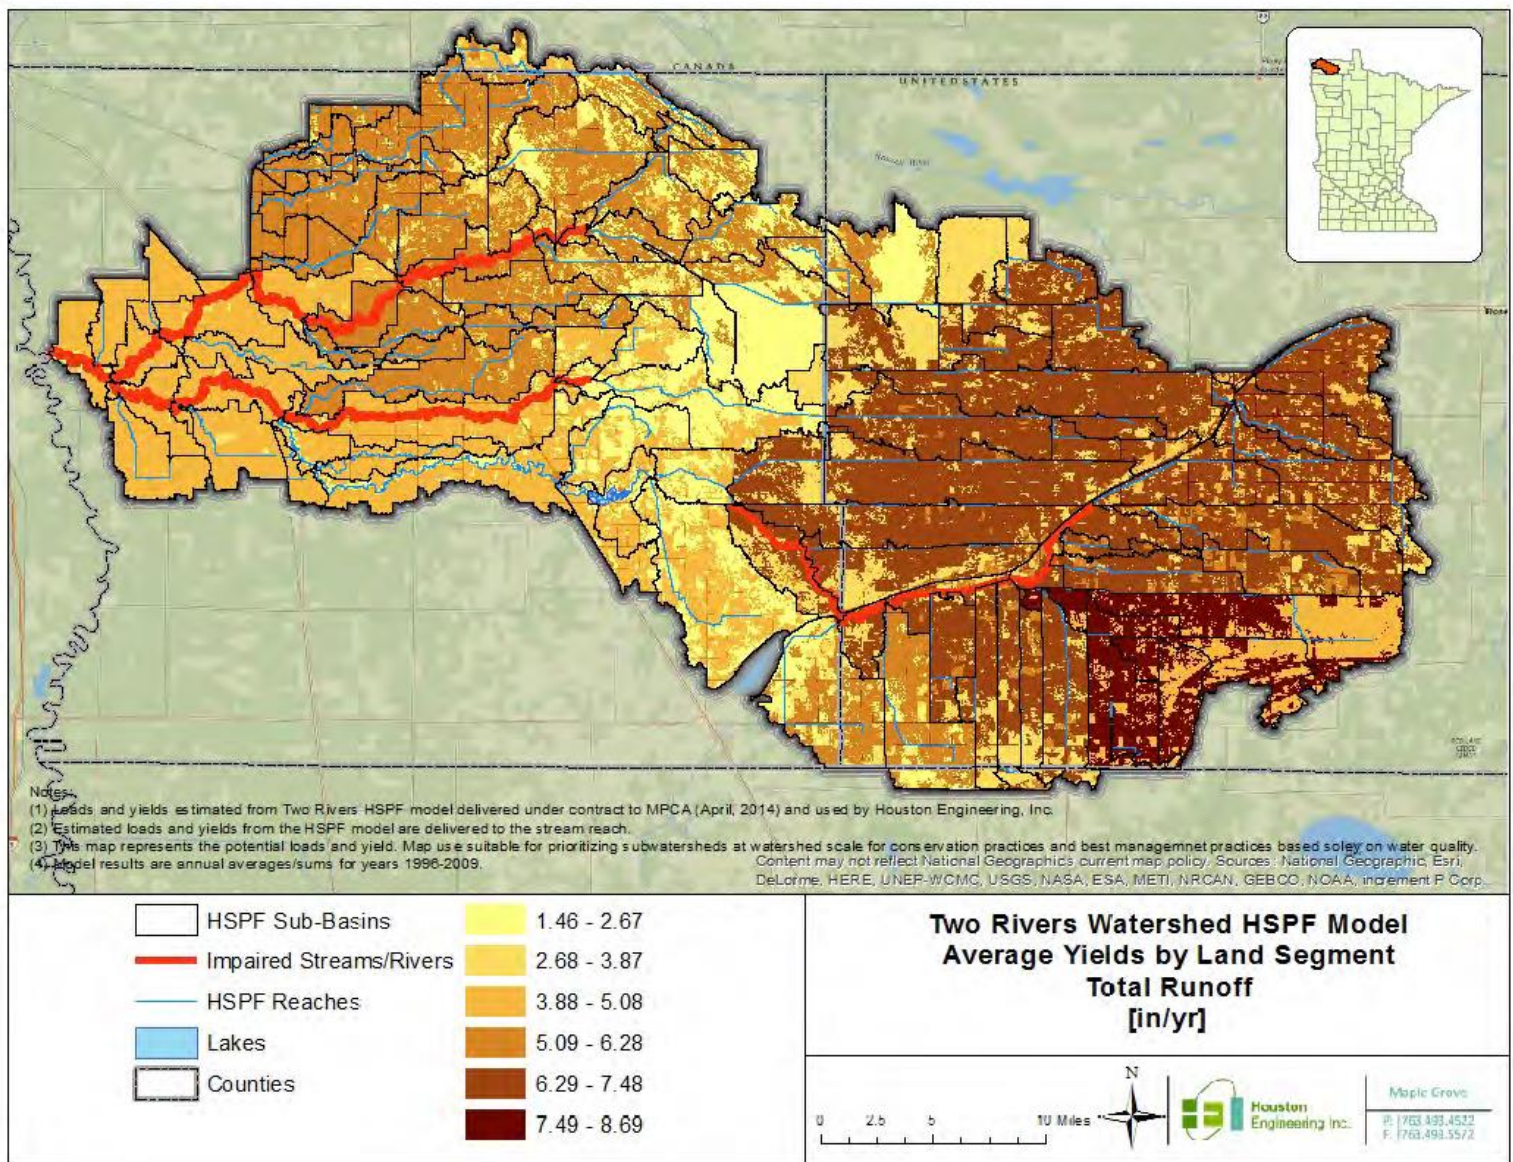 CANADA
UNITED STATES
Notes:
(1) Loads and yields estimated from Two Rivers HSPF model delivered under contract to MPCA (April, 2014) and used by Houston Engineering, Inc.
(2) Estimated loads and yields from the HSPF model are delivered to the stream reach.
(3) This map represents the potential loads and yield. Map use suitable for prioritizing subwatersheds at watershed scale for conservation practices and best managemnet practices based soley on water quality.
(4) Model results are annual averages/sums for years 1996-2009.
Content may not reflect National Geographic's current map policy. Sources: National Geographic, Esri,
DeLorme, HERE, UNEP-WCMC, USGS, NASA, ESA, METI, NRCAN, GEBCO, NOAA, increment P Corp.
HSPF Sub-Basins
Impaired Streams/Rivers
HSPF Reaches
Lakes
Counties
1.46 - 2.67
2.68 - 3.87
3.88 - 5.08
5.09 - 6.28
6.29 - 7.48
7.49 - 8.69
Two Rivers Watershed HSPF Model
Average Yields by Land Segment
Total Runoff
[in/yr]
0 2.5 5 10 Miles
N
Houston
Engineering Inc.
Maple Grove
P: 763.493.4522
F: 763.493.5572